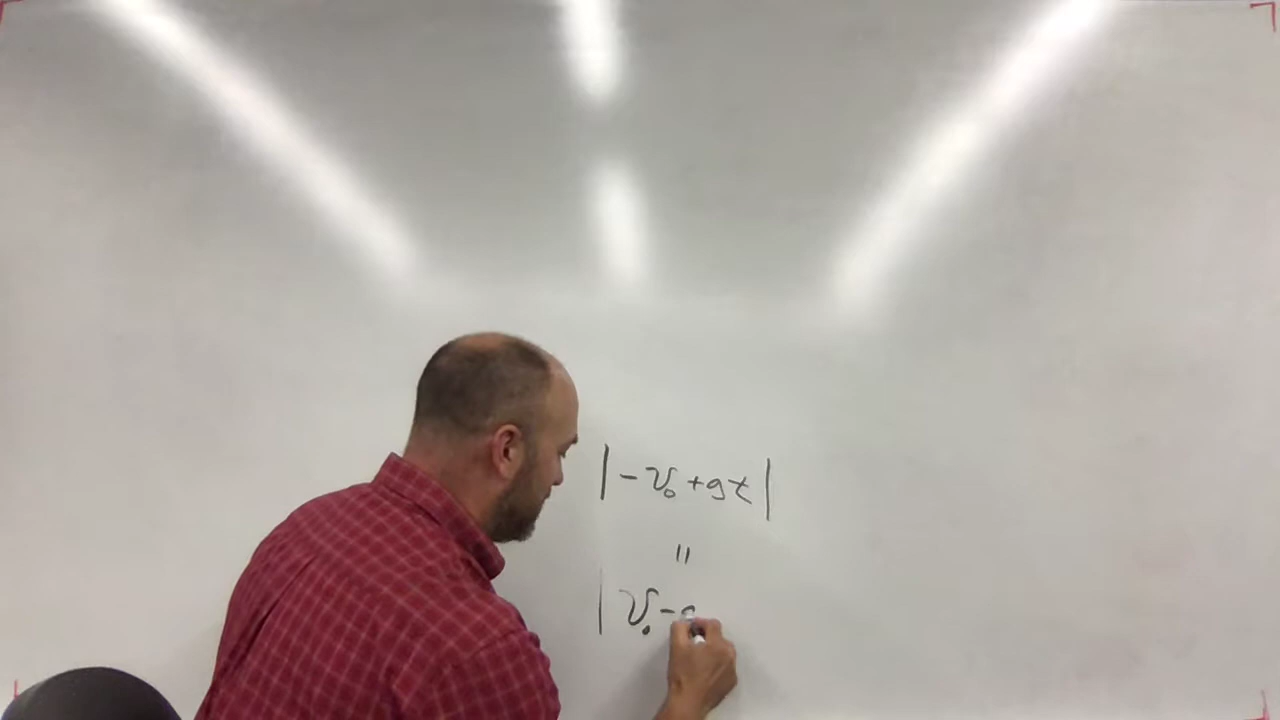 |-v₀+gt|
=
|v₀-g